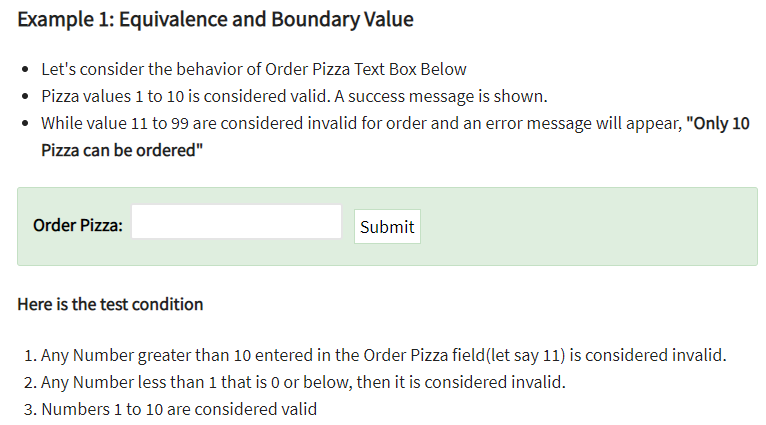 Example 1: Equivalence and Boundary Value
• Let's consider the behavior of Order Pizza Text Box Below
• Pizza values 1 to 10 is considered valid. A success message is shown.
• While value 11 to 99 are considered invalid for order and an error message will appear, "Only 10
Pizza can be ordered"
Order Pizza: Submit
Here is the test condition
1. Any Number greater than 10 entered in the Order Pizza field(let say 11) is considered invalid.
2. Any Number less than 1 that is 0 or below, then it is considered invalid.
3. Numbers 1 to 10 are considered valid